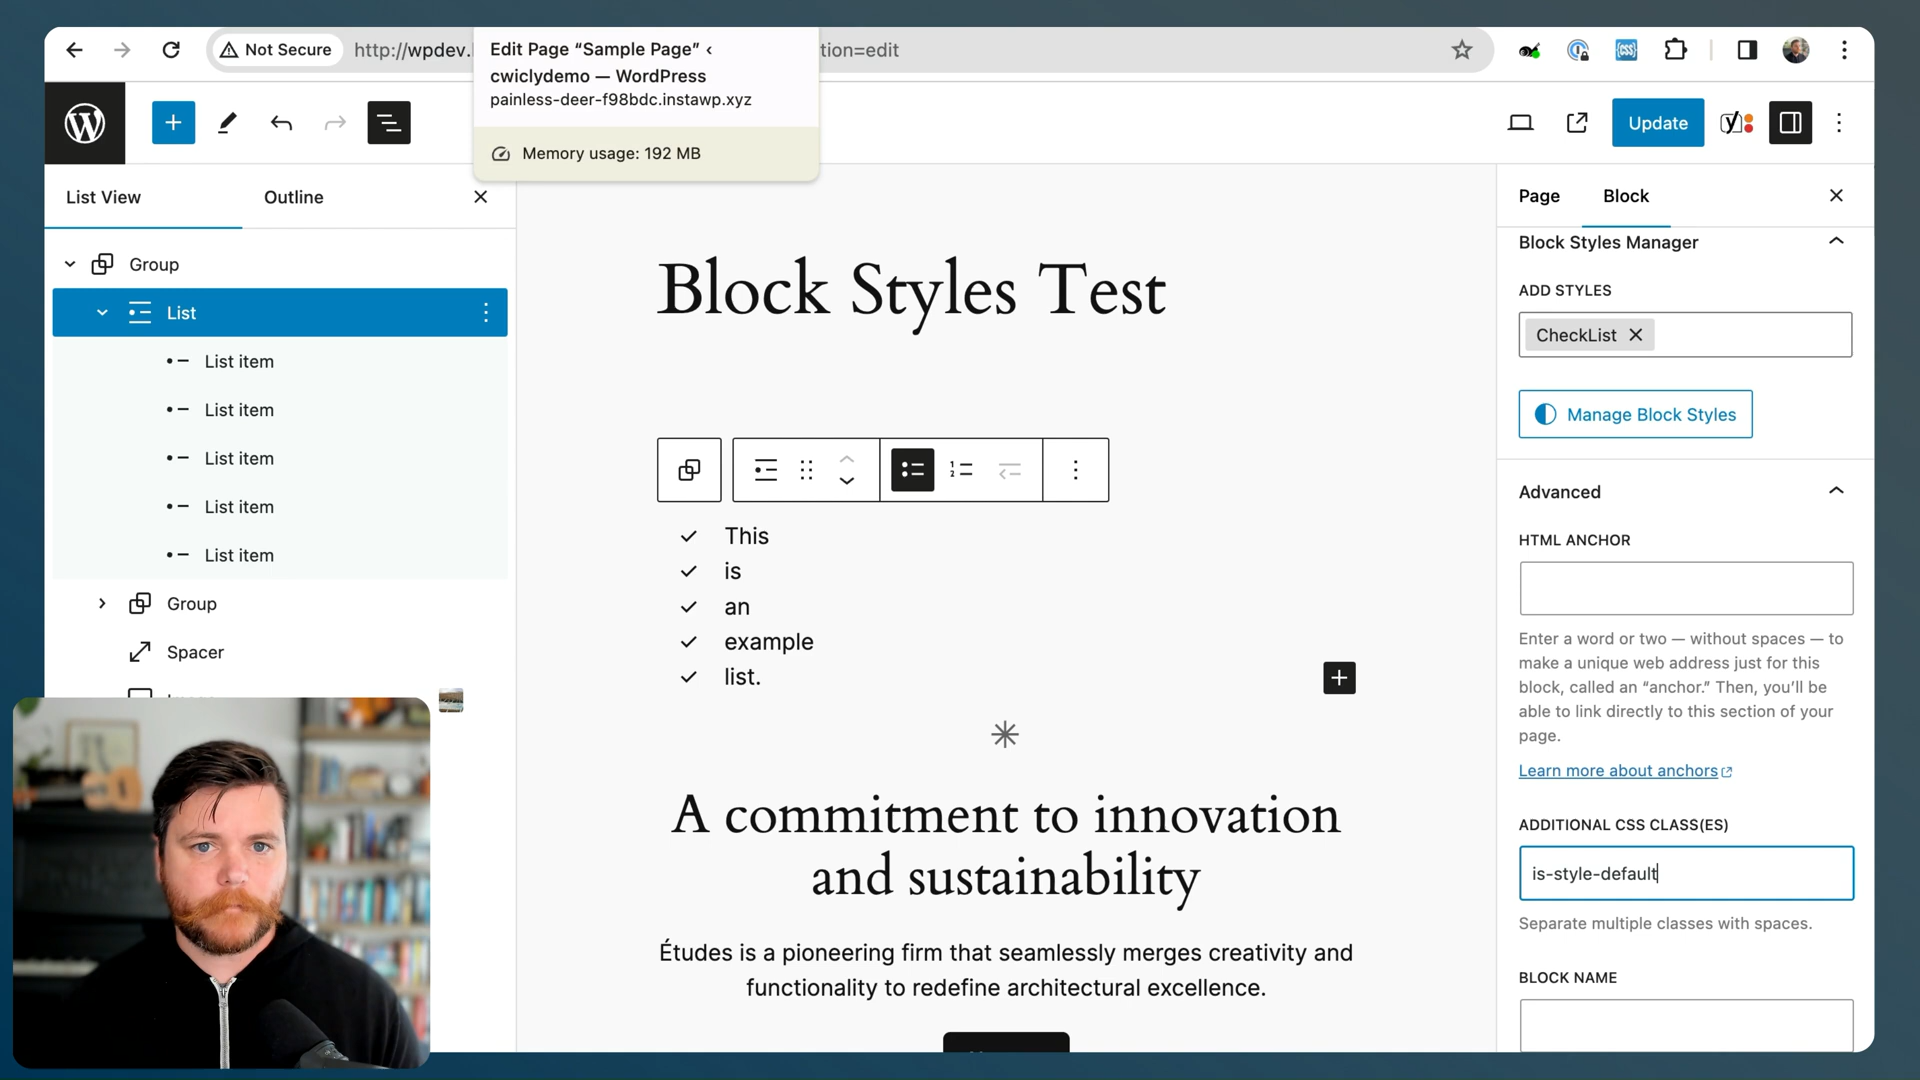 Not Secure
http://wpdev.
Edit Page “Sample Page” ‹
cwiclydemo — WordPress
painless-deer-f98bdc.instawp.xyz
Memory usage: 192 MB
tion=edit
Update
List View
Outline
Group
List
List item
List item
List item
List item
List item
Group
Spacer
Block Styles Test
This
is
an
example
list.
A commitment to innovation
and sustainability
Études is a pioneering firm that seamlessly merges creativity and
functionality to redefine architectural excellence.
Page
Block
Block Styles Manager
ADD STYLES
CheckList
Manage Block Styles
Advanced
HTML ANCHOR
Enter a word or two — without spaces — to
make a unique web address just for this
block, called an “anchor.” Then, you’ll be
able to link directly to this section of your
page.
Learn more about anchors
ADDITIONAL CSS CLASS(ES)
is-style-default
Separate multiple classes with spaces.
BLOCK NAME